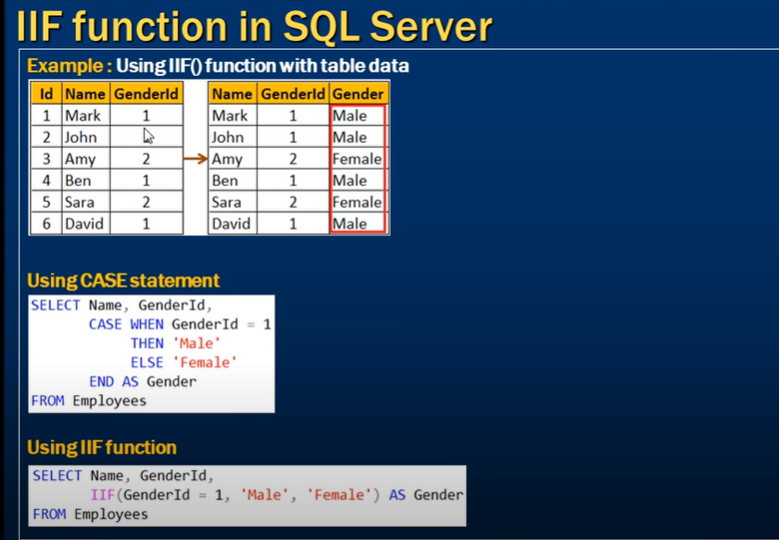 IIF function in SQL Server
Example : Using IIF() function with table data
Id Name GenderId Name GenderId Gender
1 Mark 1 Mark 1 Male
2 John John 1 Male
3 Amy 2 Amy 2 Female
4 Ben 1 Ben 1 Male
5 Sara 2 Sara 2 Female
6 David 1 David 1 Male
Using CASE statement
SELECT Name, GenderId,
CASE WHEN GenderId = 1
THEN 'Male'
ELSE 'Female'
END AS Gender
FROM Employees
Using IIF function
SELECT Name, GenderId,
IIF(GenderId = 1, 'Male', 'Female') AS Gender
FROM Employees